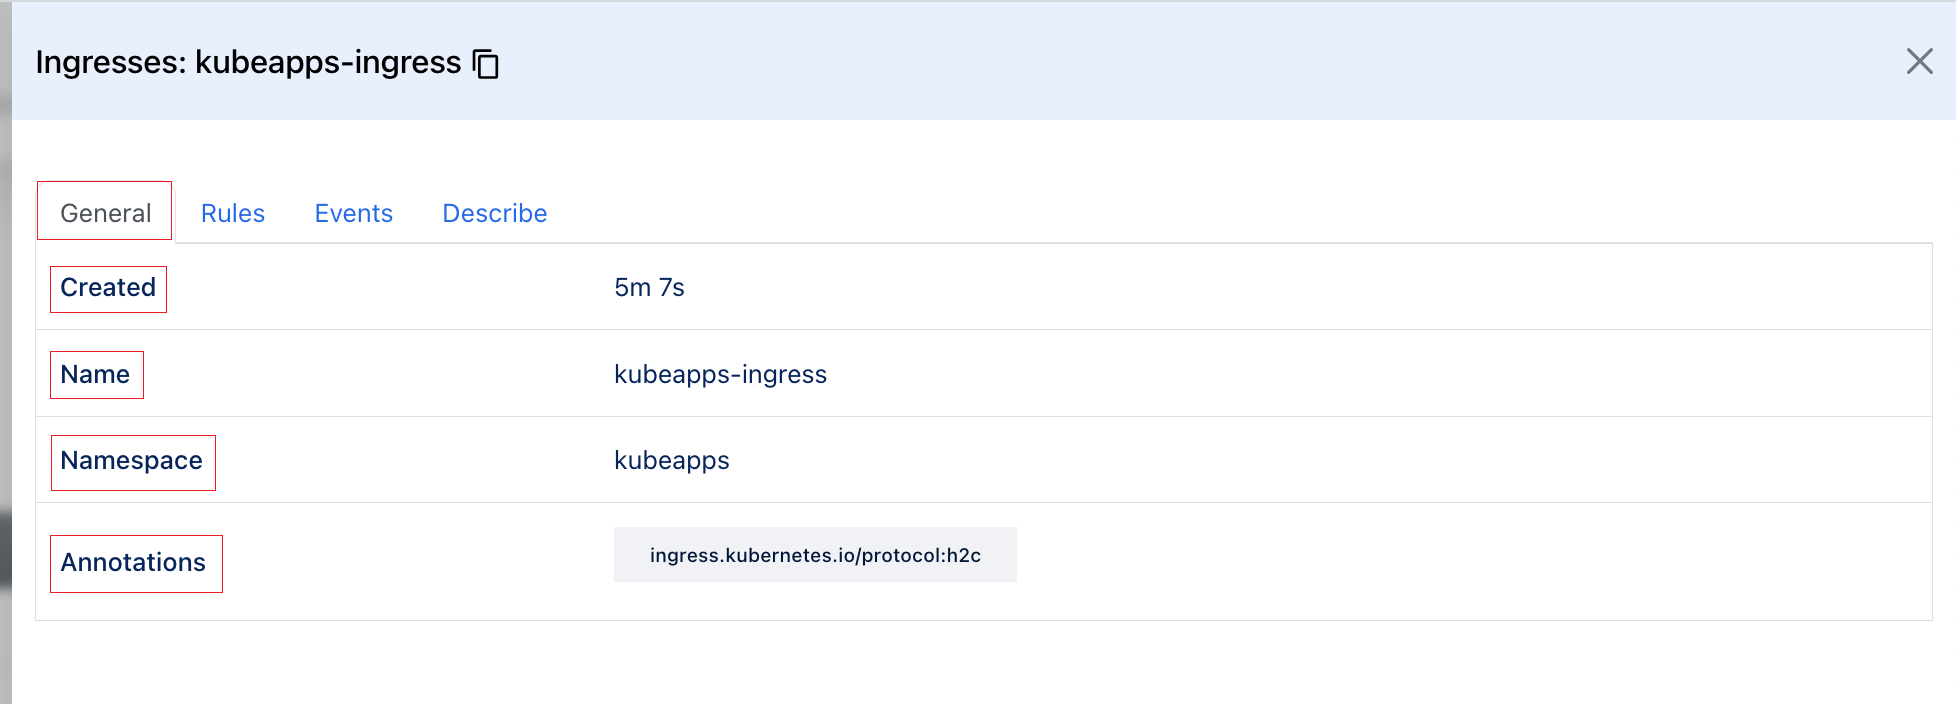 Ingresses: kubeapps-ingress
General Rules Events Describe
Created 5m 7s
Name kubeapps-ingress
Namespace kubeapps
Annotations ingress.kubernetes.io/protocol:h2c